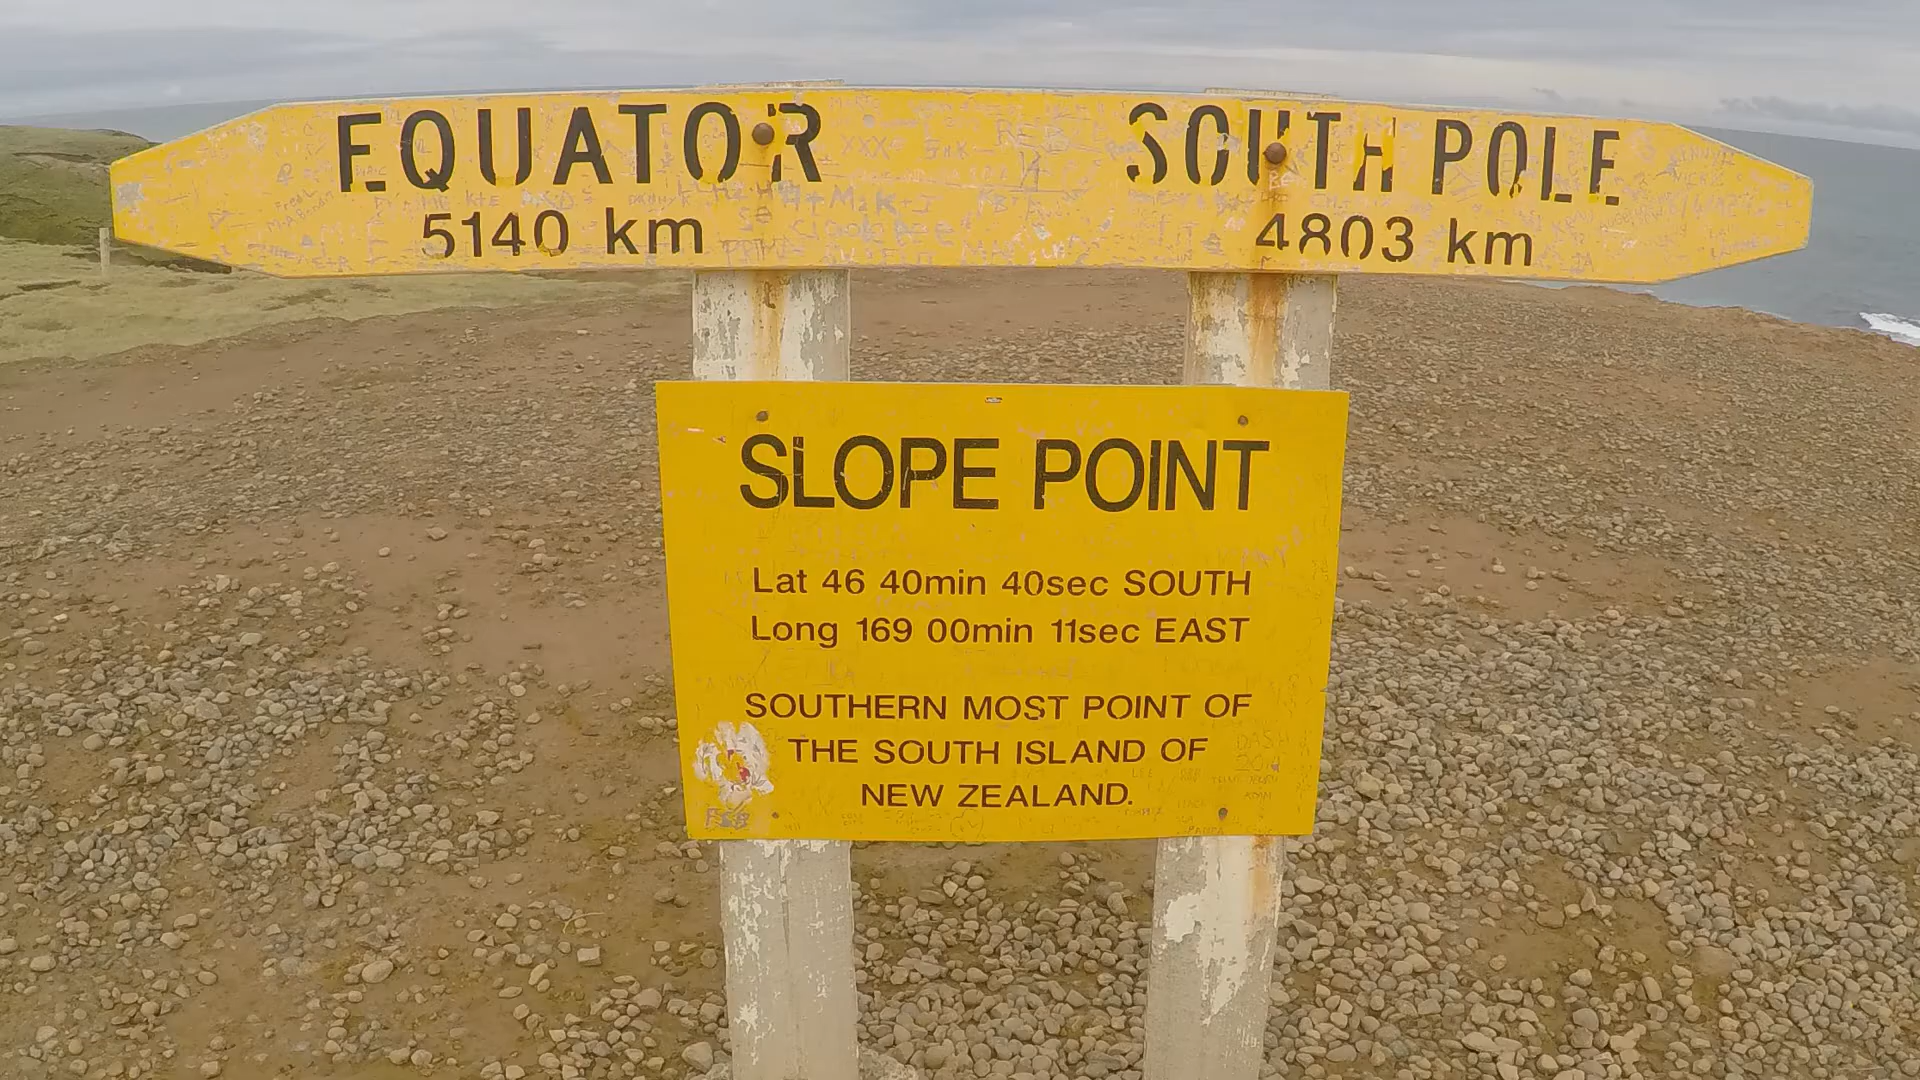 EQUATOR
5140 km
SOUTH POLE
4803 km
SLOPE POINT
Lat 46 40min 40sec SOUTH
Long 169 00min 11sec EAST
SOUTHERN MOST POINT OF
THE SOUTH ISLAND OF
NEW ZEALAND.